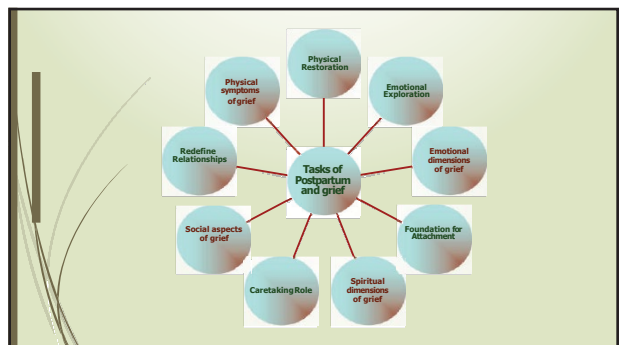 Physical
Restoration
Emotional
Exploration
Emotional
dimensions
of grief
Foundation for
Attachment
Spiritual
dimensions
of grief
Caretaking Role
Social aspects
of grief
Redefine
Relationships
Physical
symptoms
of grief
Tasks of
Postpartum
and grief